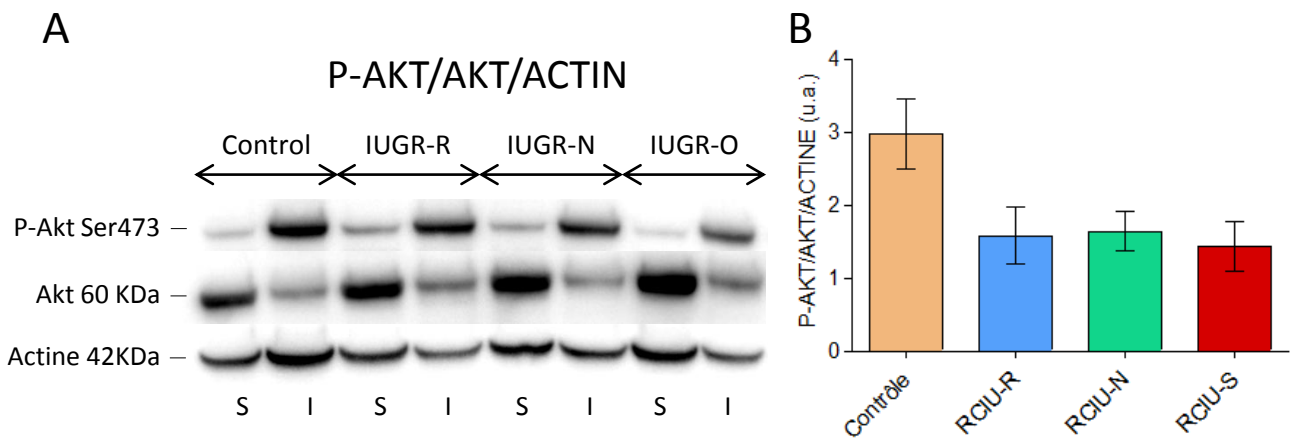 A
P-AKT/AKT/ACTIN
Control IUGR-R IUGR-N IUGR-O
P-Akt Ser473
Akt 60 KDa
Actine 42KDa
S I S I S I S I
B
P-AKT/AKT/ACTINE (u.a.)
4
3
2
1
0
Contrôle RCIU-R RCIU-N RCIU-S